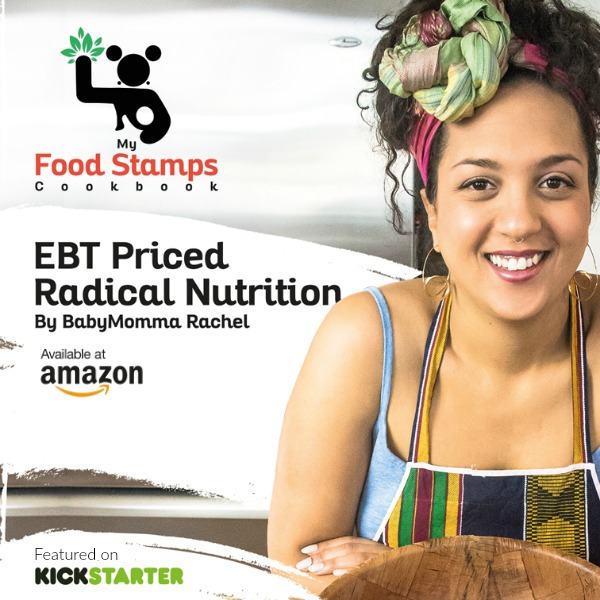 My
Food Stamps
Cookbook
EBT Priced
Radical Nutrition
By BabyMomma Rachel
Available at
amazon
Featured on
KICKSTARTER